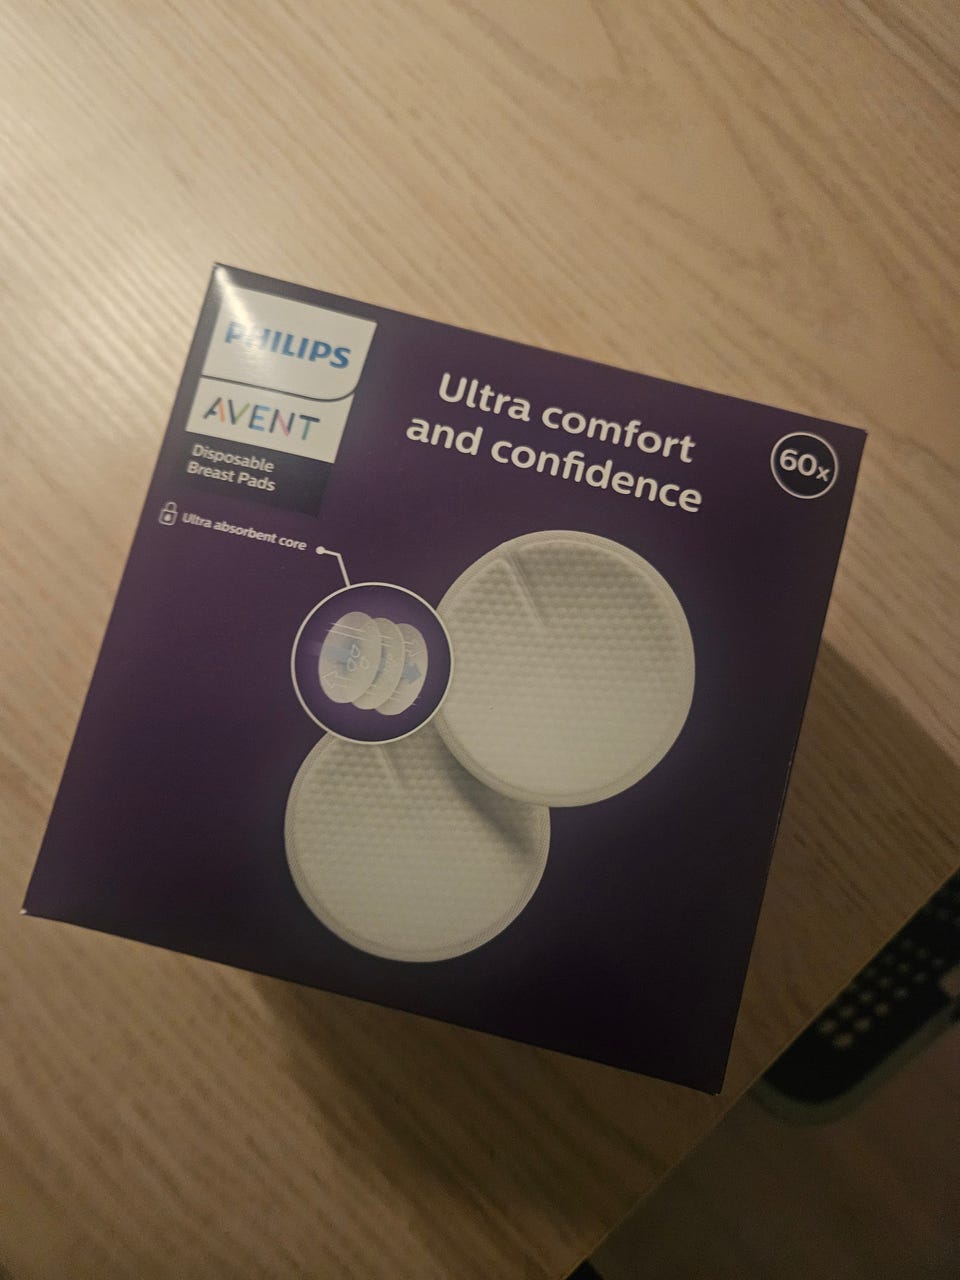 PHILIPS
AVENT
Disposable
Breast Pads
Ultra absorbent core
Ultra comfort
and confidence
60x